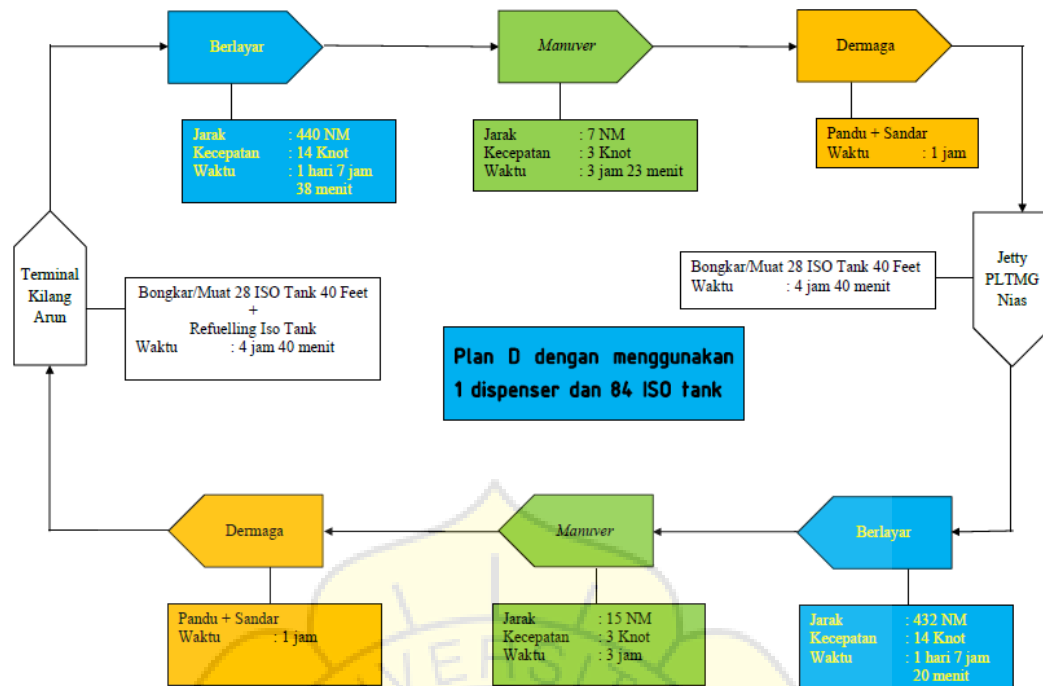 Berlayar
Manuver
Dermaga
Jarak : 440 NM
Kecepatan : 14 Knot
Waktu : 1 hari 7 jam
38 menit
Jarak : 7 NM
Kecepatan : 3 Knot
Waktu : 3 jam 23 menit
Pandu + Sandar
Waktu : 1 jam
Terminal
Kilang
Arun
Bongkar/Muat 28 ISO Tank 40 Feet
+
Refuelling Iso Tank
Waktu : 4 jam 40 menit
Bongkar/Muat 28 ISO Tank 40 Feet
Waktu : 4 jam 40 menit
Jetty
PLTMG
Nias
Plan D dengan menggunakan
1 dispenser dan 84 ISO tank
Dermaga
Manuver
Berlayar
Pandu + Sandar
Waktu : 1 jam
Jarak : 15 NM
Kecepatan : 3 Knot
Waktu : 3 jam
Jarak : 432 NM
Kecepatan : 14 Knot
Waktu : 1 hari 7 jam
20 menit